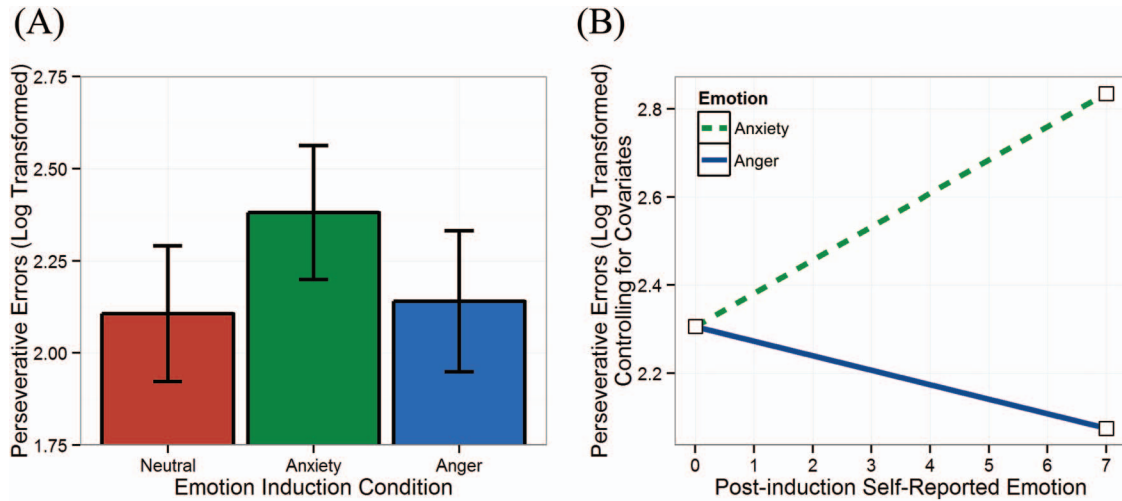 (A)
Perseverative Errors (Log Transformed)
2.75
2.50
2.25
2.00
1.75
Neutral
Anxiety
Anger
Emotion Induction Condition
(B)
Perseverative Errors (Log Transformed)
Controlling for Covariates
2.8
2.6
2.4
2.2
Emotion
Anxiety
Anger
0 1 2 3 4 5 6 7
Post-induction Self-Reported Emotion